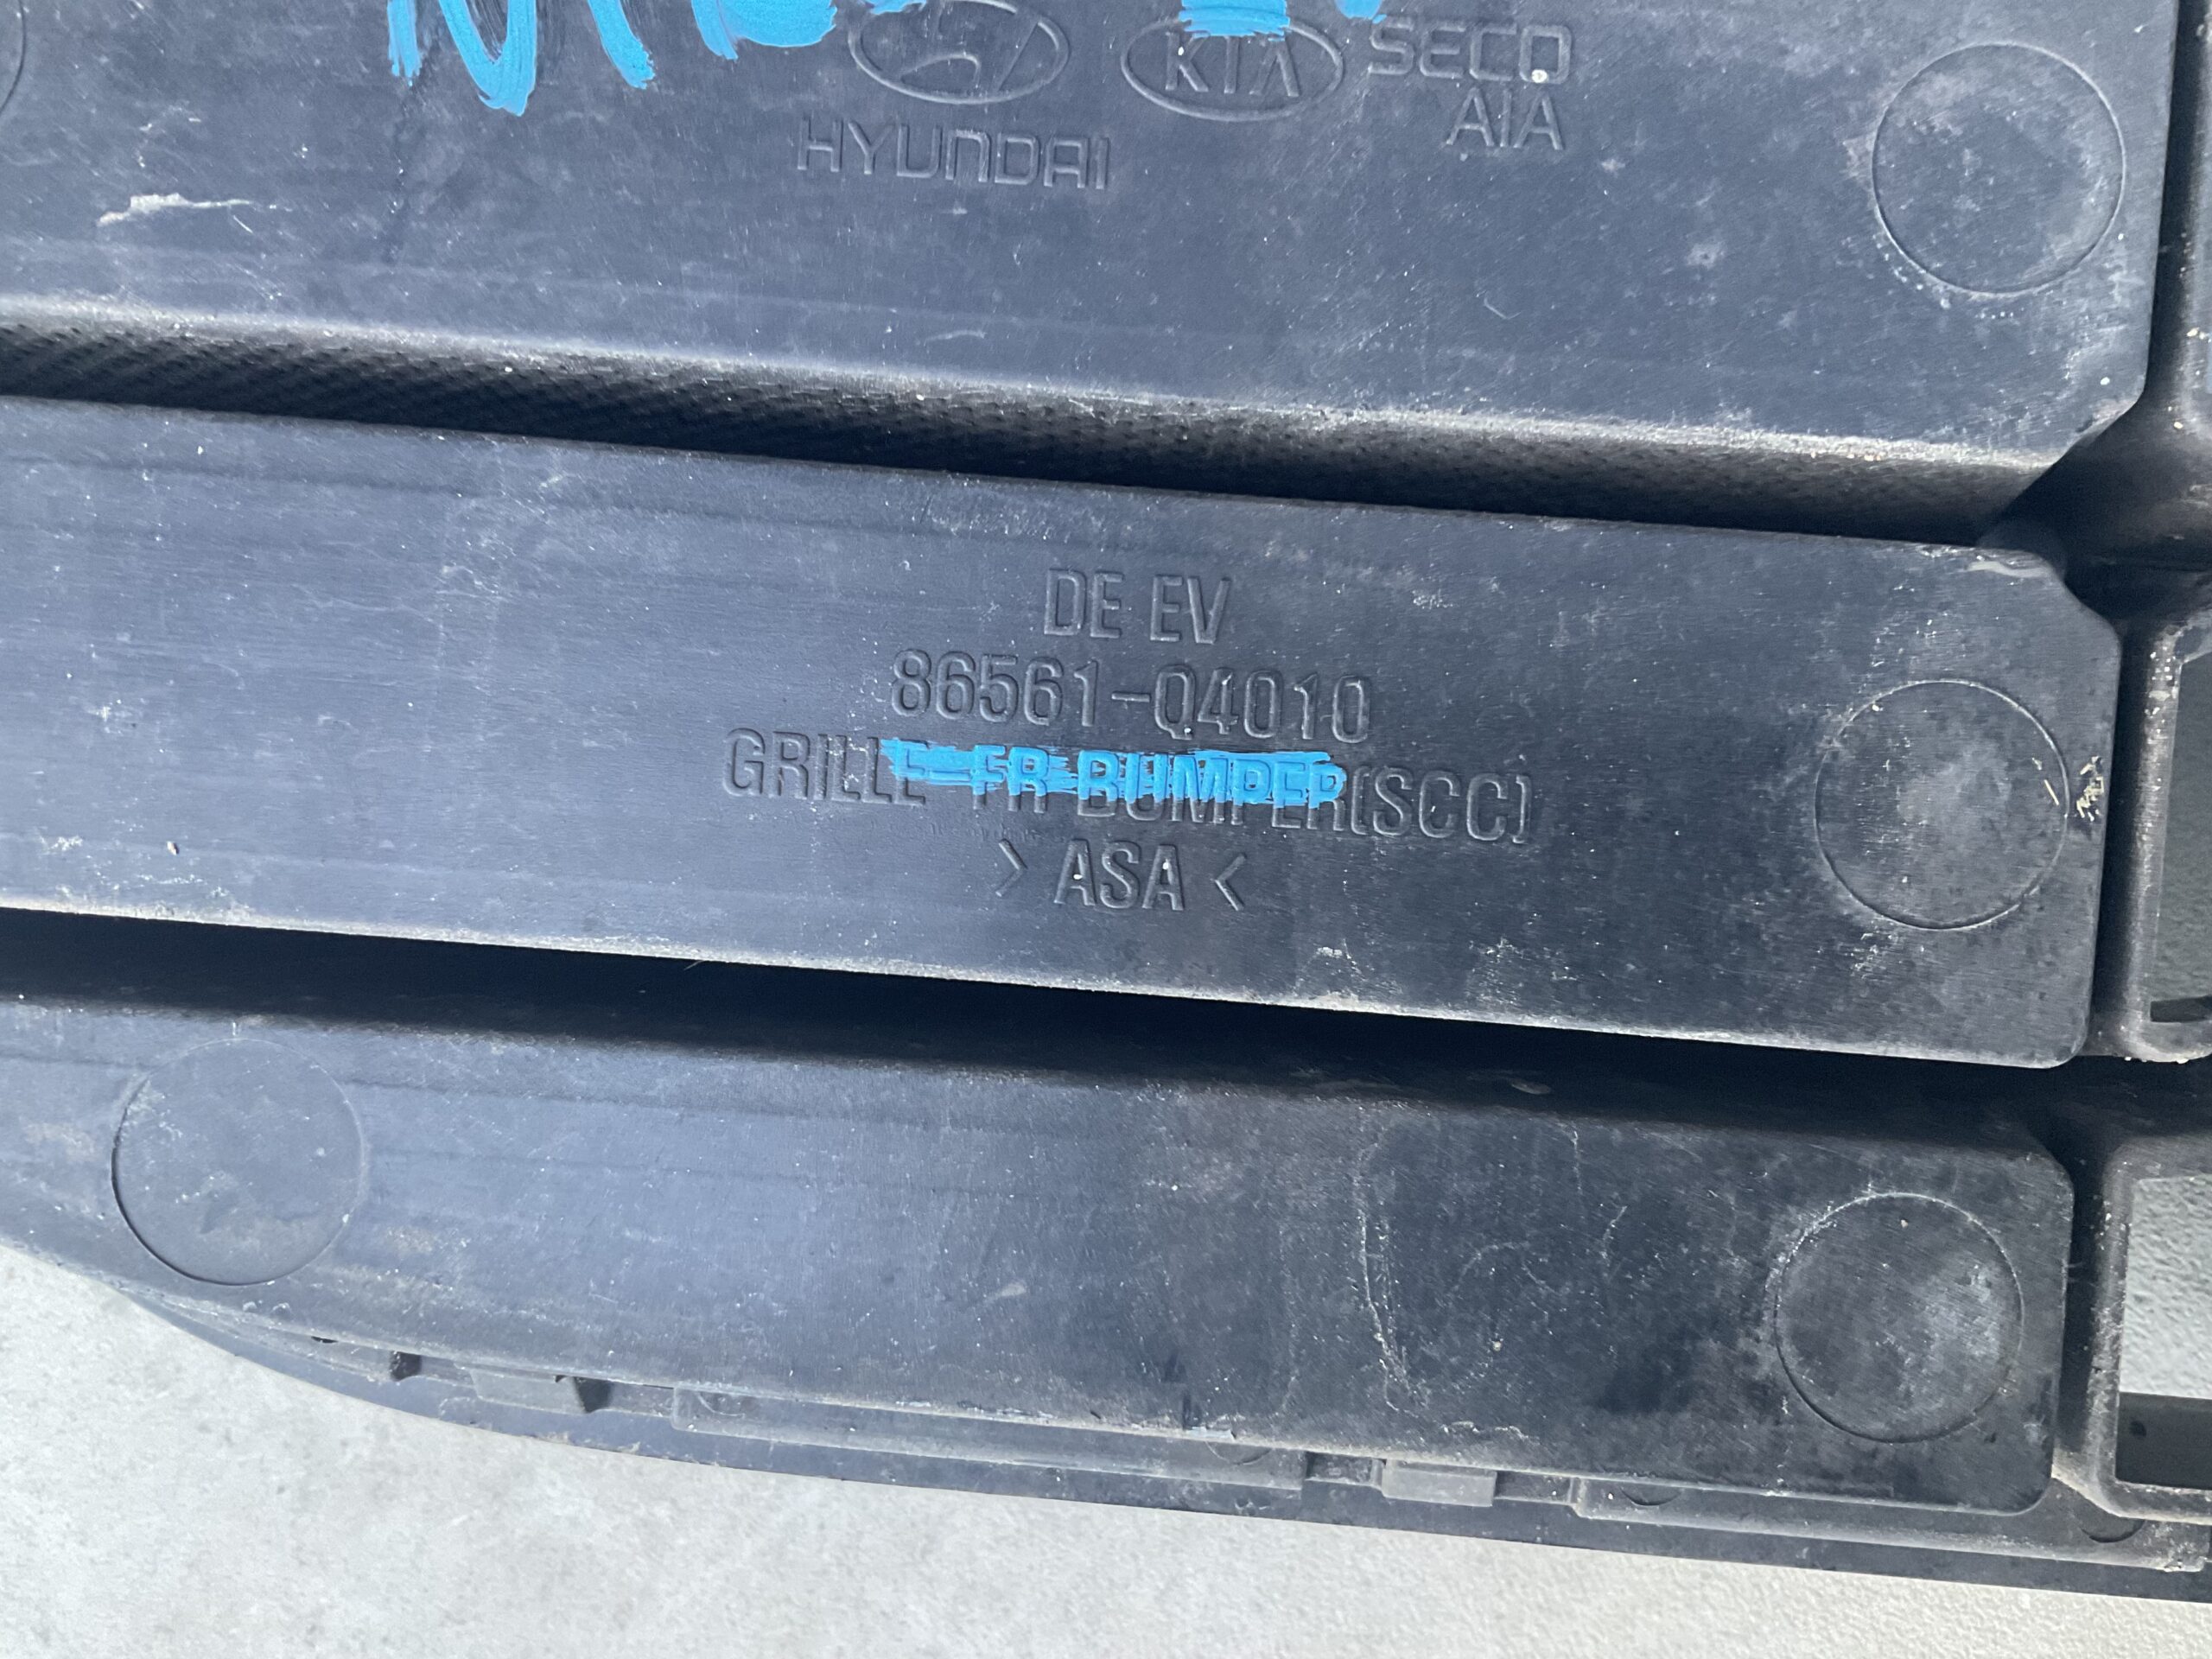 KIA SECO
AIA
HYUNDAI
DE EV
86561-Q4010
GRILLE-FR BUMPER(SCC)
> ASA <